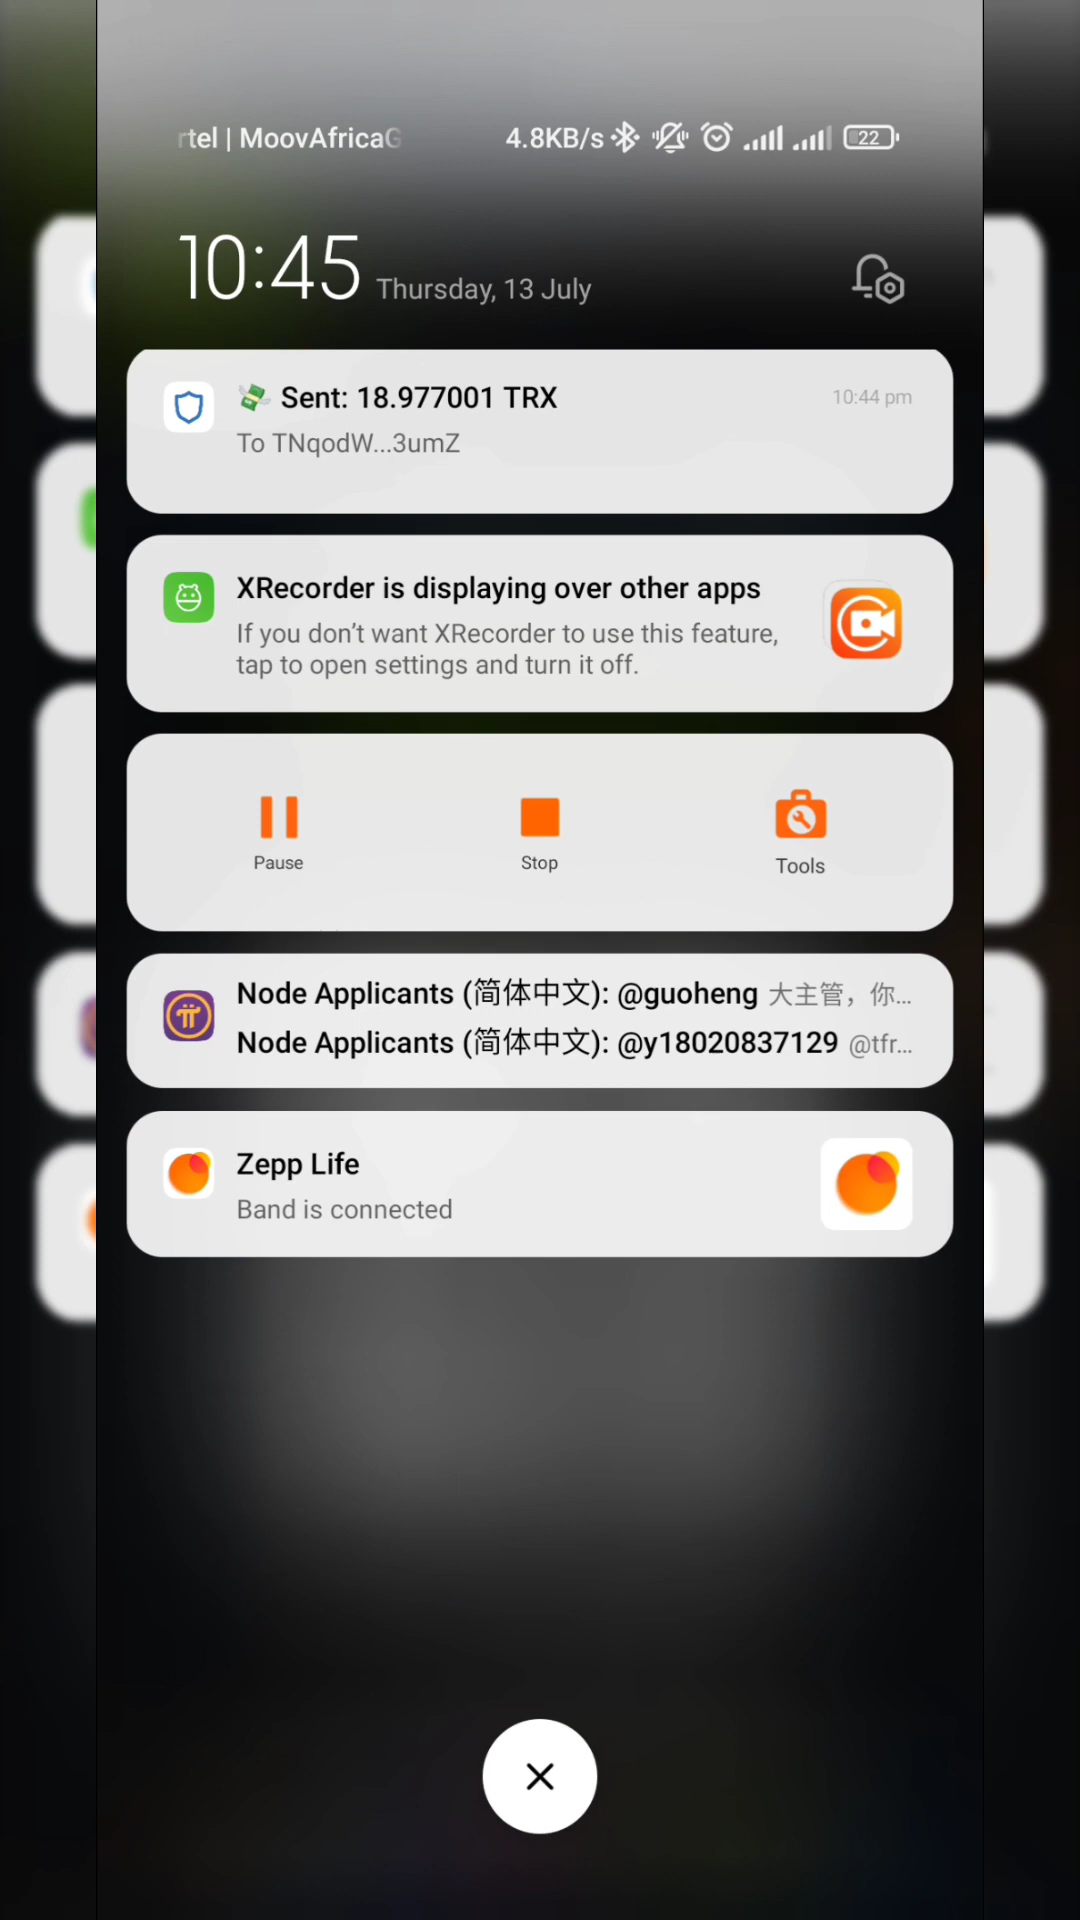 rtel | MoovAfricaG
4.8KB/s
22
10:45 Thursday, 13 July
💸 Sent: 18.977001 TRX
10:44 pm
To TNqodW...3umZ
XRecorder is displaying over other apps
If you don’t want XRecorder to use this feature,
tap to open settings and turn it off.
Pause
Stop
Tools
Node Applicants (简体中文): @guoheng 大主管，你...
Node Applicants (简体中文): @y18020837129 @tfr...
Zepp Life
Band is connected